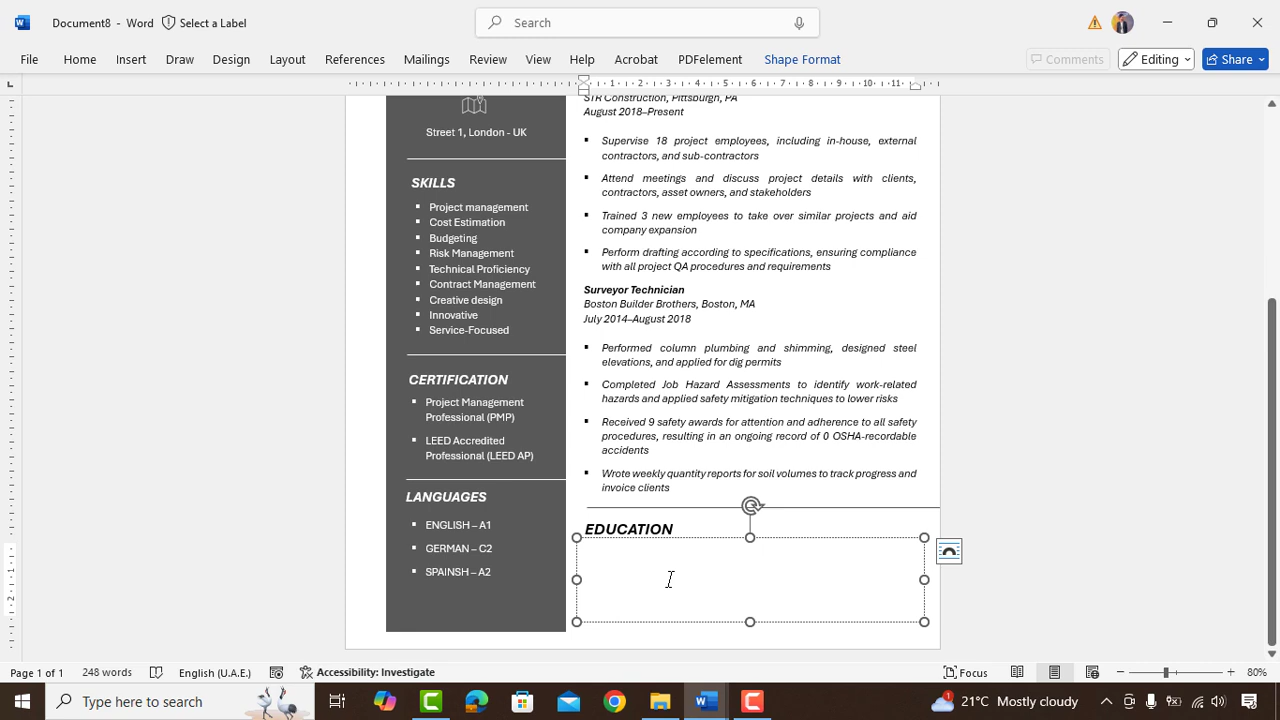 Document8 - Word
Select a Label
Search
File
Home
Insert
Draw
Design
Layout
References
Mailings
Review
View
Help
Acrobat
PDFelement
Shape Format
Comments
Editing
Share
1 2 3 4 5 6 7 8 9 10 11
STR Construction, Pittsburgh, PA
August 2018–Present
Supervise 18 project employees, including in-house, external
contractors, and sub-contractors
Attend meetings and discuss project details with clients,
contractors, asset owners, and stakeholders
Trained 3 new employees to take over similar projects and aid
company expansion
Perform drafting according to specifications, ensuring compliance
with all project QA procedures and requirements
Surveyor Technician
Boston Builder Brothers, Boston, MA
July 2014–August 2018
Performed column plumbing and shimming, designed steel
elevations, and applied for dig permits
Completed Job Hazard Assessments to identify work-related
hazards and applied safety mitigation techniques to lower risks
Received 9 safety awards for attention and adherence to all safety
procedures, resulting in an ongoing record of 0 OSHA-recordable
accidents
Wrote weekly quantity reports for soil volumes to track progress and
invoice clients
EDUCATION
Street 1, London - UK
SKILLS
Project management
Cost Estimation
Budgeting
Risk Management
Technical Proficiency
Contract Management
Creative design
Innovative
Service-Focused
CERTIFICATION
Project Management
Professional (PMP)
LEED Accredited
Professional (LEED AP)
LANGUAGES
ENGLISH – A1
GERMAN – C2
SPAINSH – A2
Page 1 of 1
248 words
English (U.A.E.)
Accessibility: Investigate
Focus
80%
Type here to search
21°C Mostly cloudy